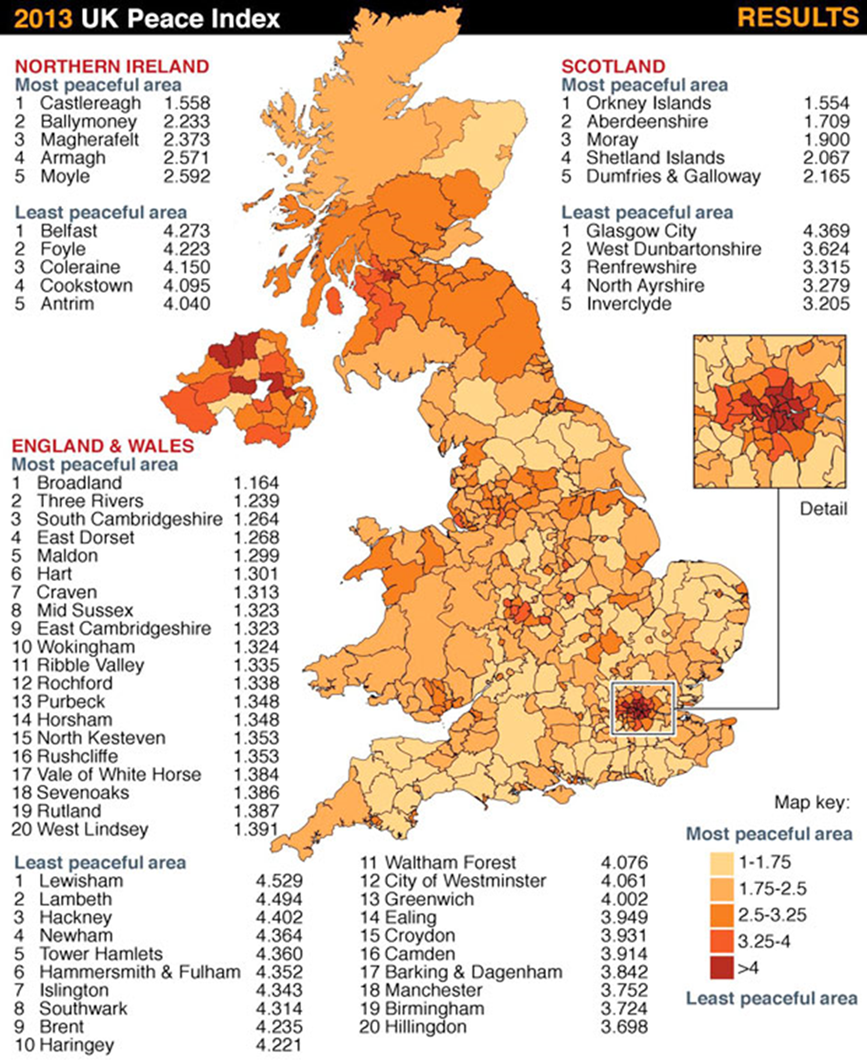 2013 UK Peace Index
RESULTS
NORTHERN IRELAND
Most peaceful area
1 Castlereagh 1.558
2 Ballymoney 2.233
3 Magherafelt 2.373
4 Armagh 2.571
5 Moyle 2.592
Least peaceful area
1 Belfast 4.273
2 Foyle 4.223
3 Coleraine 4.150
4 Cookstown 4.095
5 Antrim 4.040
SCOTLAND
Most peaceful area
1 Orkney Islands 1.554
2 Aberdeenshire 1.709
3 Moray 1.900
4 Shetland Islands 2.067
5 Dumfries & Galloway 2.165
Least peaceful area
1 Glasgow City 4.369
2 West Dunbartonshire 3.624
3 Renfrewshire 3.315
4 North Ayrshire 3.279
5 Inverclyde 3.205
Detail
ENGLAND & WALES
Most peaceful area
1 Broadland 1.164
2 Three Rivers 1.239
3 South Cambridgeshire 1.264
4 East Dorset 1.268
5 Maldon 1.299
6 Hart 1.301
7 Craven 1.313
8 Mid Sussex 1.323
9 East Cambridgeshire 1.323
10 Wokingham 1.324
11 Ribble Valley 1.335
12 Rochford 1.338
13 Purbeck 1.348
14 Horsham 1.348
15 North Kesteven 1.353
16 Rushcliffe 1.353
17 Vale of White Horse 1.384
18 Sevenoaks 1.386
19 Rutland 1.387
20 West Lindsey 1.391
Least peaceful area
1 Lewisham 4.529
2 Lambeth 4.494
3 Hackney 4.402
4 Newham 4.364
5 Tower Hamlets 4.360
6 Hammersmith & Fulham 4.352
7 Islington 4.343
8 Southwark 4.314
9 Brent 4.235
10 Haringey 4.221
11 Waltham Forest 4.076
12 City of Westminster 4.061
13 Greenwich 4.002
14 Ealing 3.949
15 Croydon 3.931
16 Camden 3.914
17 Barking & Dagenham 3.842
18 Manchester 3.752
19 Birmingham 3.724
20 Hillingdon 3.698
Map key:
Most peaceful area
1-1.75
1.75-2.5
2.5-3.25
3.25-4
>4
Least peaceful area